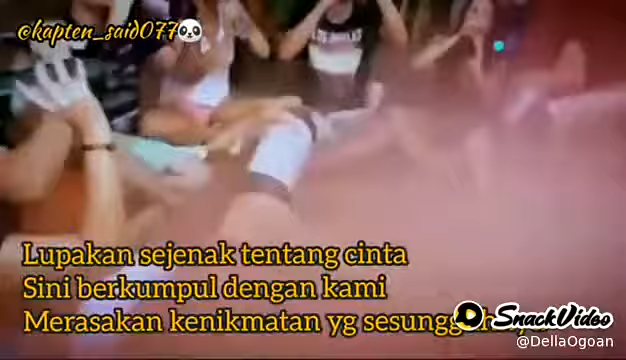 @kapten_said077🐼
Lupakan sejenak tentang cinta
Sini berkumpul dengan kami
Merasakan kenikmatan yg
SnackVideo
@DellaOgoan